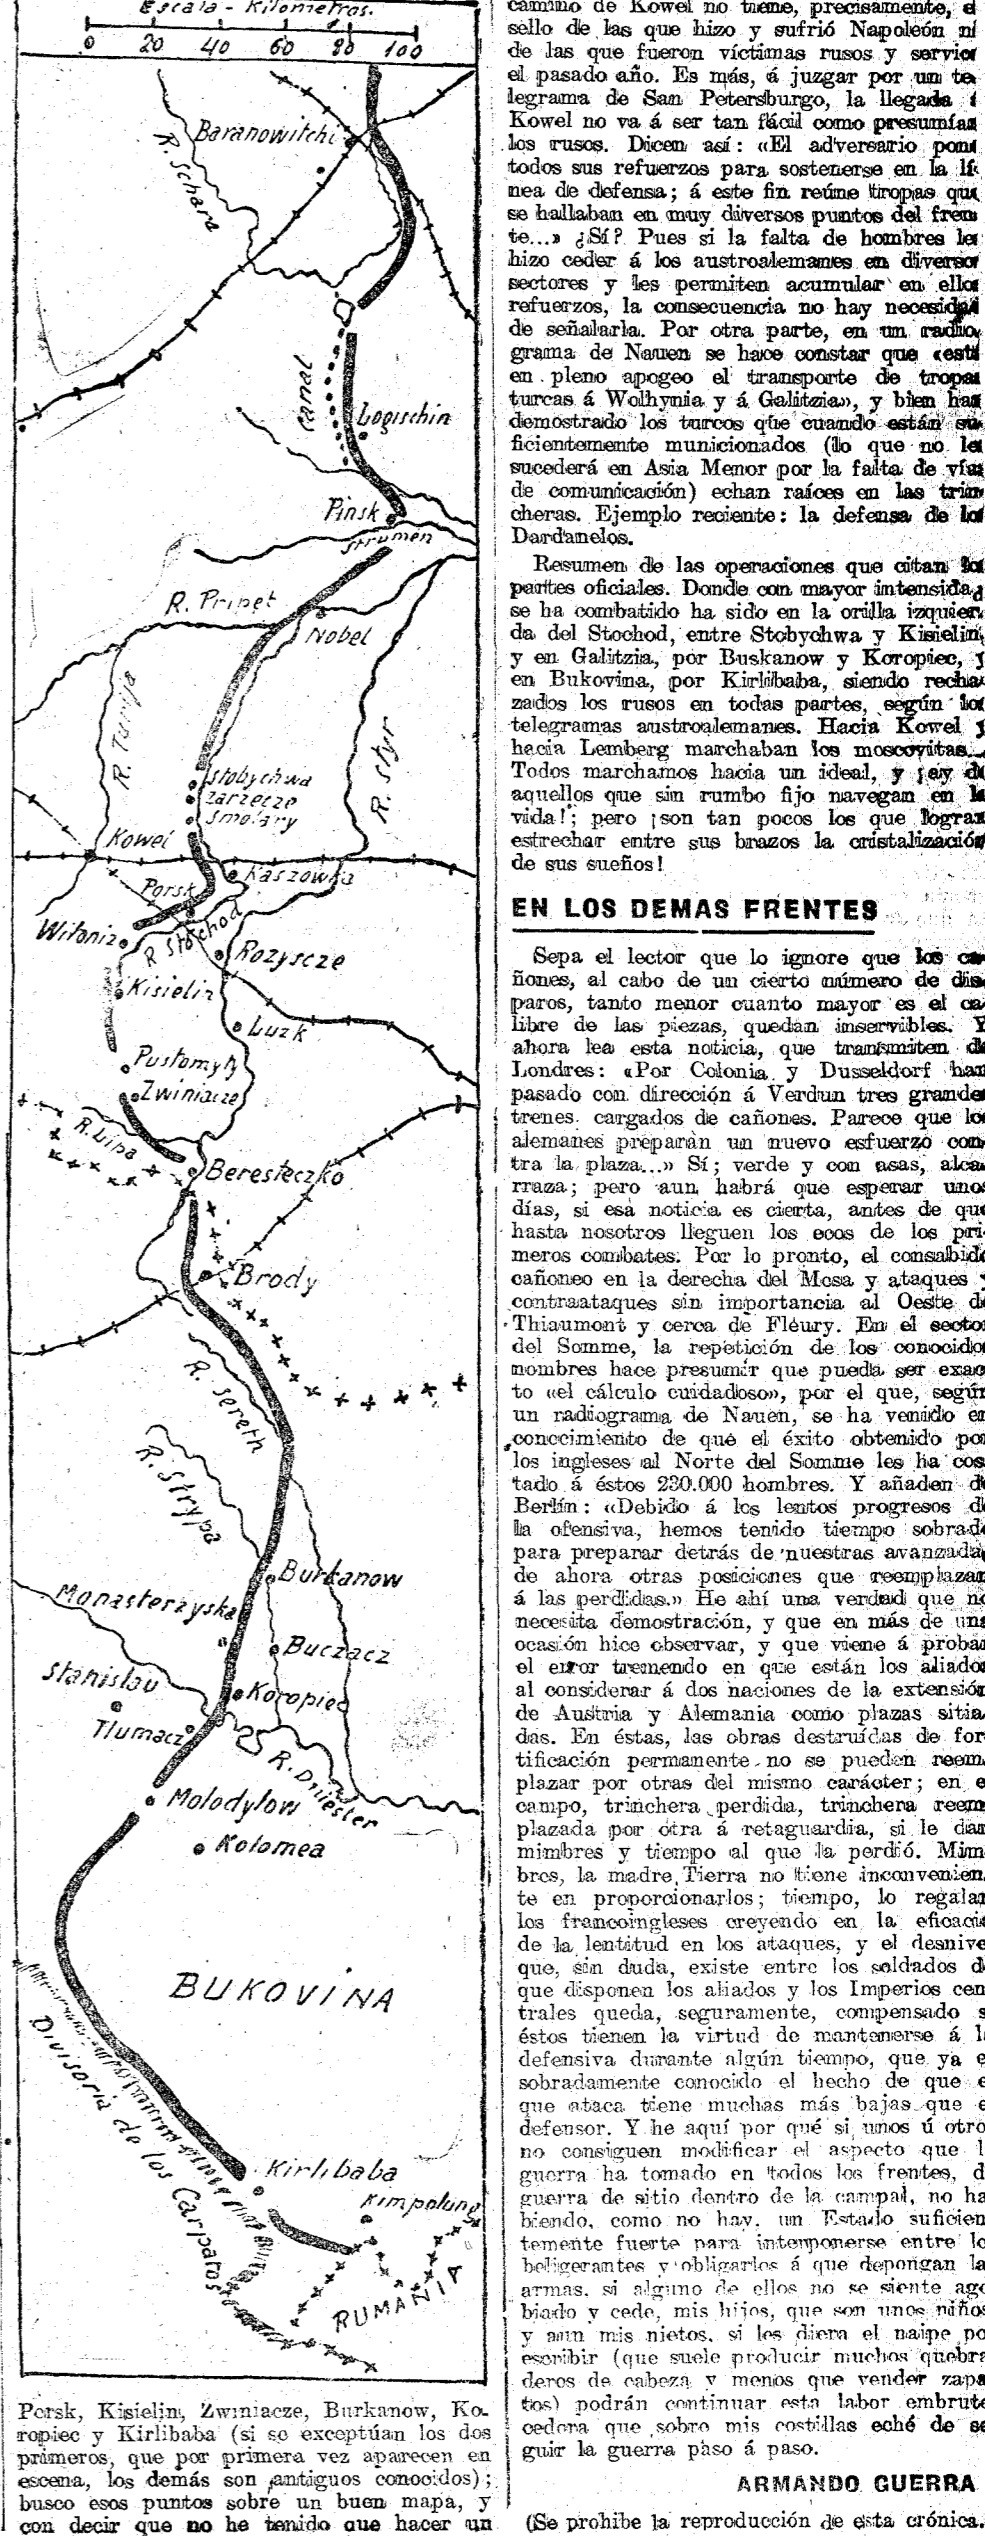 Escala - Kilometros.
0 20 40 60 80 100
Baranowitchi
R. Schara
Canal
Logischin
Pinsk
Strumen
R. Pripet
Nobel
R. Turija
R. Styr
Stobychwa
Zarzecze
Smolary
Kowel
Kaszowka
Porsk
Witoniz
R. Stochod
Rozyscze
Kisielin
Luzk
Pustomyty
Zwiniacze
R. Lipa
Beresteczko
Brody
R. Sereth
R. Strypa
Burkanow
Monasterzyska
Buczacz
Stanislau
Koropiec
Tlumacz
R. Dniester
Molodylow
Kolomea
BUKOVINA
Divisoria de los Carpatos
Kirlibaba
Kimpolung
RUMANIA
Porsk, Kisielin, Zwiniacze, Burkanow, Ko-
ropiec y Kirlibaba (si se exceptúan los dos
primeros, que por primera vez aparecen en
escena, los demás son antiguos conocidos);
busco esos puntos sobre un buen mapa, y
con decir que no he tenido que hacer un
camino de Kowel no tiene, precisamente, el
sello de las que hizo y sufrió Napoleón ni
de las que fueron víctimas rusos y servios
el pasado año. Es más, á juzgar por un te-
legrama de San Petersburgo, la llegada á
Kowel no va á ser tan fácil como presumían
los rusos. Dicen así: «El adversario pone
todos sus refuerzos para sostenerse en la lí-
nea de defensa; á este fin reúne tropas que
se hallaban en muy diversos puntos del fren-
te...» ¿Sí? Pues si la falta de hombres les
hizo ceder á los austroalemanes en diversos
sectores y les permiten acumular en ellos
refuerzos, la consecuencia no hay necesidad
de señalarla. Por otra parte, en un radio-
grama de Nauen se hace constar que «está
en pleno apogeo el transporte de tropas
turcas á Wolhynia y á Galitzia», y bien han
demostrado los turcos que cuando están su-
ficientemente municionados (lo que no les
sucederá en Asia Menor por la falta de vías
de comunicación) echan raíces en las trin-
cheras. Ejemplo reciente: la defensa de los
Dardanelos.
Resumen de las operaciones que citan los
partes oficiales. Donde con mayor intensidad
se ha combatido ha sido en la orilla izquier-
da del Stochod, entre Stobychwa y Kisielin,
y en Galitzia, por Buskanow y Koropiec, y
en Bukovina, por Kirlibaba, siendo recha-
zados los rusos en todas partes, según los
telegramas austroalemanes. Hacia Kowel y
hacia Lemberg marchaban los moscovitas...
Todos marchamos hacia un ideal, y ¡ay de
aquellos que sin rumbo fijo navegan en la
vida!; pero ¡son tan pocos los que logran
estrechar entre sus brazos la cristalización
de sus sueños!
EN LOS DEMAS FRENTES
Sepa el lector que lo ignore que los ca-
ñones, al cabo de un cierto número de dis-
paros, tanto menor cuanto mayor es el ca-
libre de las piezas, quedan inservibles. Y
ahora lea esta noticia, que transmiten de
Londres: «Por Colonia y Dusseldorf han
pasado con dirección á Verdun tres grandes
trenes cargados de cañones. Parece que los
alemanes preparan un nuevo esfuerzo con-
tra la plaza...» Sí; verde y con asas, alca-
rraza; pero aun habrá que esperar unos
días, si esa noticia es cierta, antes de que
hasta nosotros lleguen los ecos de los pri-
meros combates. Por lo pronto, el consabido
cañoneo en la derecha del Mosa y ataques y
contraataques sin importancia al Oeste de
Thiaumont y cerca de Fléury. En el sector
del Somme, la repetición de los conocidos
nombres hace presumir que pueda ser exac-
to «el cálculo cuidadoso», por el que, según
un radiograma de Nauen, se ha venido en
conocimiento de que el éxito obtenido por
los ingleses al Norte del Somme les ha cos-
tado á éstos 230.000 hombres. Y añaden de
Berlín: «Debido á los lentos progresos de
la ofensiva, hemos tenido tiempo sobrado
para preparar detrás de nuestras avanzadas
de ahora otras posiciones que reemplazan
á las perdidas.» He ahí una verdad que no
necesita demostración, y que en más de una
ocasión hice observar, y que viene á probar
el error tremendo en que están los aliados
al considerar á dos naciones de la extensión
de Austria y Alemania como plazas sitia-
das. En éstas, las obras destruídas de for-
tificación permanente no se pueden reem-
plazar por otras del mismo carácter; en el
campo, trinchera perdida, trinchera reem-
plazada por otra á retaguardia, si le dan
mimbres y tiempo al que la perdió. Mim-
bres, la madre Tierra no tiene inconvenien-
te en proporcionarlos; tiempo, lo regalan
los francoingleses creyendo en la eficacia
de la lentitud en los ataques, y el desnivel
que, sin duda, existe entre los soldados de
que disponen los aliados y los Imperios cen-
trales queda, seguramente, compensado si
éstos tienen la virtud de mantenerse á la
defensiva durante algún tiempo, que ya es
sobradamente conocido el hecho de que el
que ataca tiene muchas más bajas que el
defensor. Y he aquí por qué si unos ú otros
no consiguen modificar el aspecto que la
guerra ha tomado en todos los frentes, de
guerra de sitio dentro de la campal, no ha-
biendo, como no hay, un Estado suficien-
temente fuerte para interponerse entre los
beligerantes y obligarlos á que depongan las
armas, si alguno de ellos no se siente ago-
biado y cede, mis hijos, que son unos niños,
y aun mis nietos, si les diera el naipe por
escribir (que suele producir muchos quebra-
deros de cabeza y menos que vender zapa-
tos) podrán continuar esta labor embrute-
cedora que sobre mis costillas eché de se-
guir la guerra paso á paso.
ARMANDO GUERRA
(Se prohibe la reproducción de esta crónica.